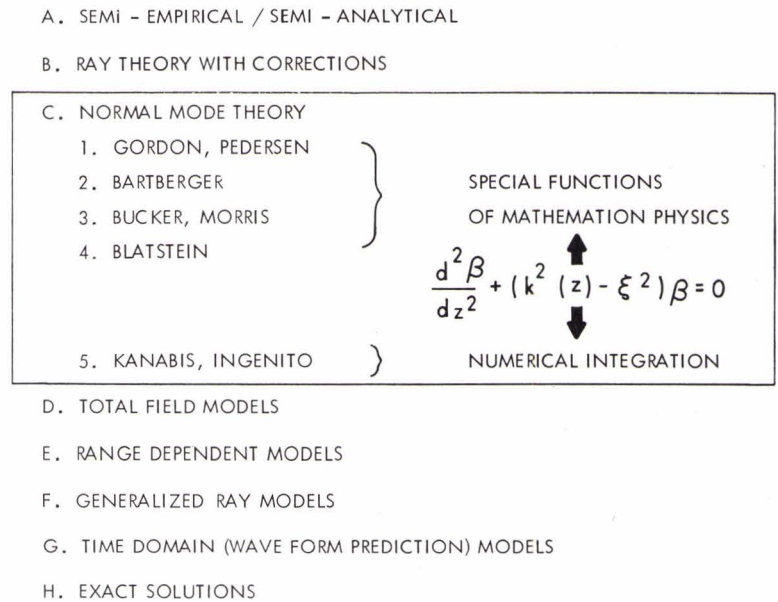 A. SEMi - EMPIRICAL / SEMI - ANALYTICAL
B. RAY THEORY WITH CORRECTIONS
C. NORMAL MODE THEORY
1. GORDON, PEDERSEN
2. BARTBERGER
3. BUCKER, MORRIS
4. BLATSTEIN
SPECIAL FUNCTIONS
OF MATHEMATION PHYSICS
d²β/dz² + (k² (z) - ξ²) β = 0
5. KANABIS, INGENITO
NUMERICAL INTEGRATION
D. TOTAL FIELD MODELS
E. RANGE DEPENDENT MODELS
F. GENERALIZED RAY MODELS
G. TIME DOMAIN (WAVE FORM PREDICTION) MODELS
H. EXACT SOLUTIONS